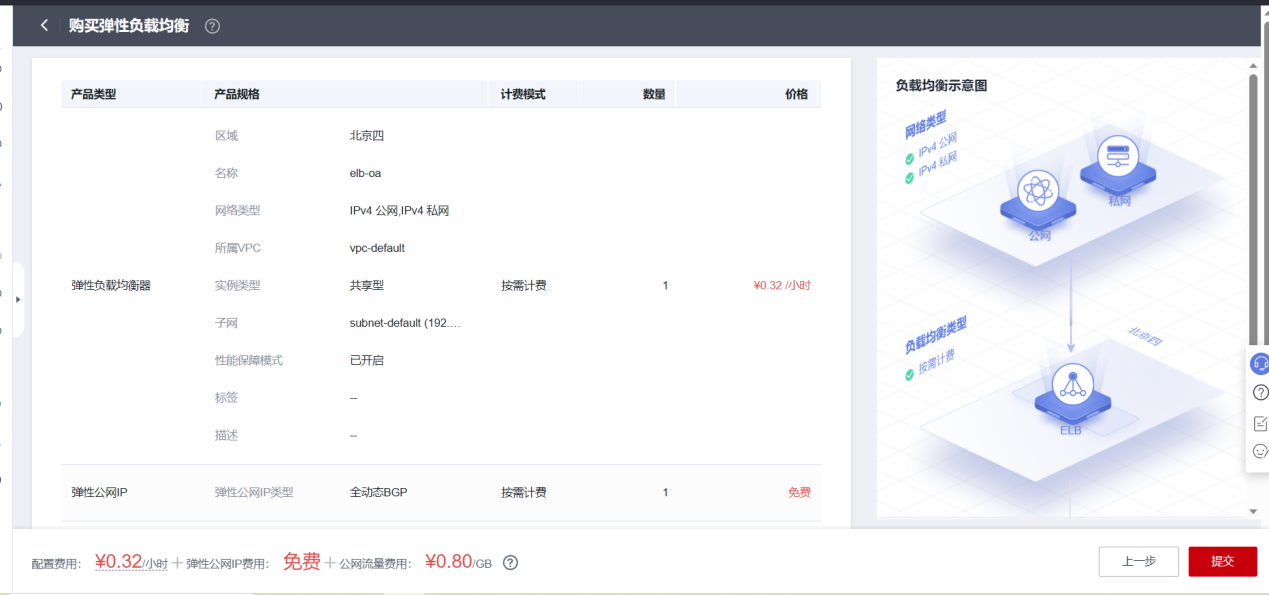 购买弹性负载均衡 ?
产品类型 产品规格 计费模式 数量 价格
区域 北京四
名称 elb-oa
网络类型 IPv4 公网,IPv4 私网
所属VPC vpc-default
弹性负载均衡器 实例类型 共享型 按需计费 1 ¥0.32 /小时
子网 subnet-default (192....
性能保障模式 已开启
标签 --
描述 --
弹性公网IP 弹性公网IP类型 全动态BGP 按需计费 1 免费
负载均衡示意图
网络类型
IPv4 公网
IPv4 私网
私网
公网
负载均衡类型
按需计费
北京四
ELB
配置费用: ¥0.32/小时 + 弹性公网IP费用: 免费 + 公网流量费用: ¥0.80/GB ?
上一步 提交